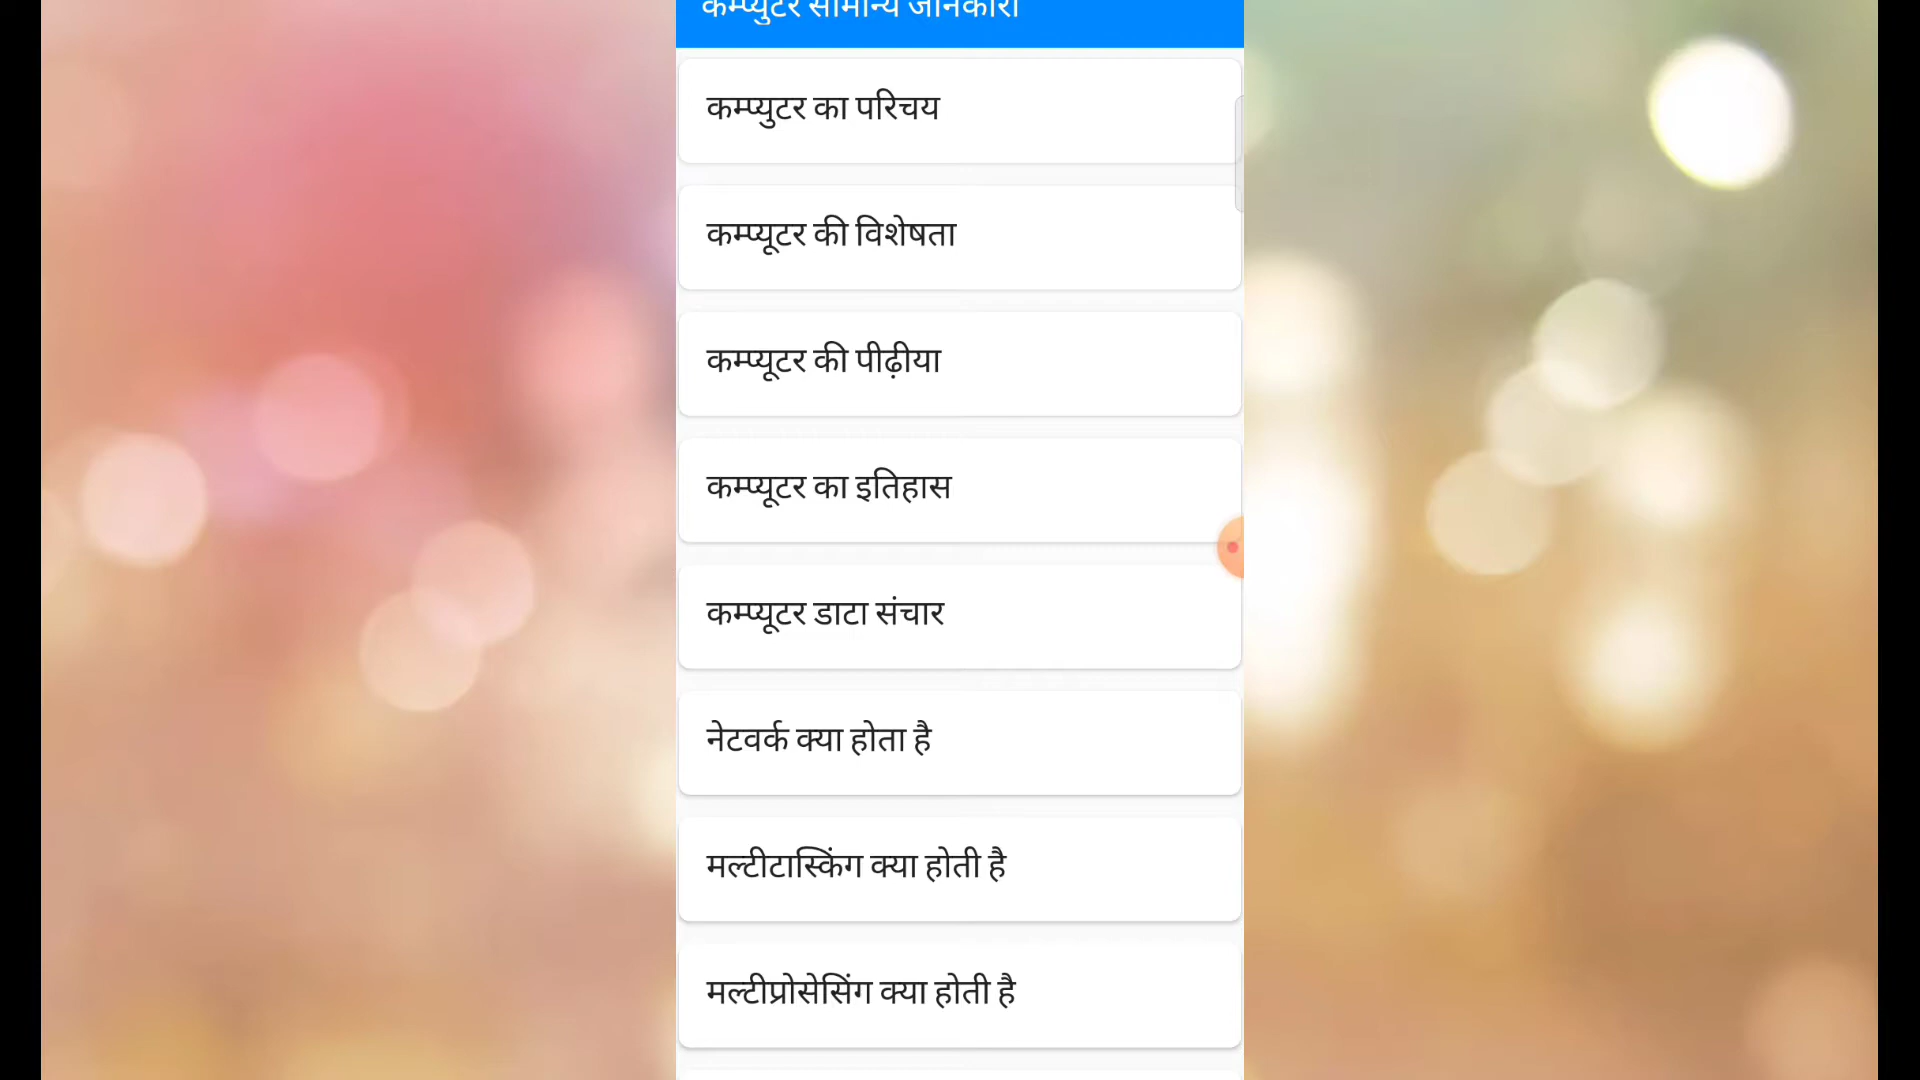 कम्प्युटर सामान्य जानकारी
कम्प्युटर का परिचय
कम्प्यूटर की विशेषता
कम्प्यूटर की पीढ़ीया
कम्प्यूटर का इतिहास
कम्प्यूटर डाटा संचार
नेटवर्क क्या होता है
मल्टीटास्किंग क्या होती है
मल्टीप्रोसेसिंग क्या होती है